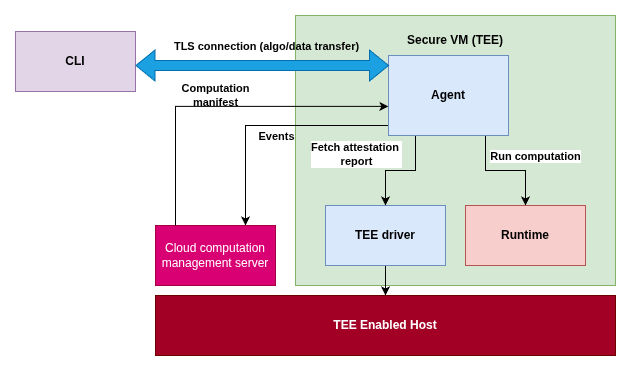 Secure VM (TEE)
TLS connection (algo/data transfer)
CLI
Agent
Computation
manifest
Events
Fetch attestation
report
Run computation
TEE driver
Runtime
Cloud computation
management server
TEE Enabled Host